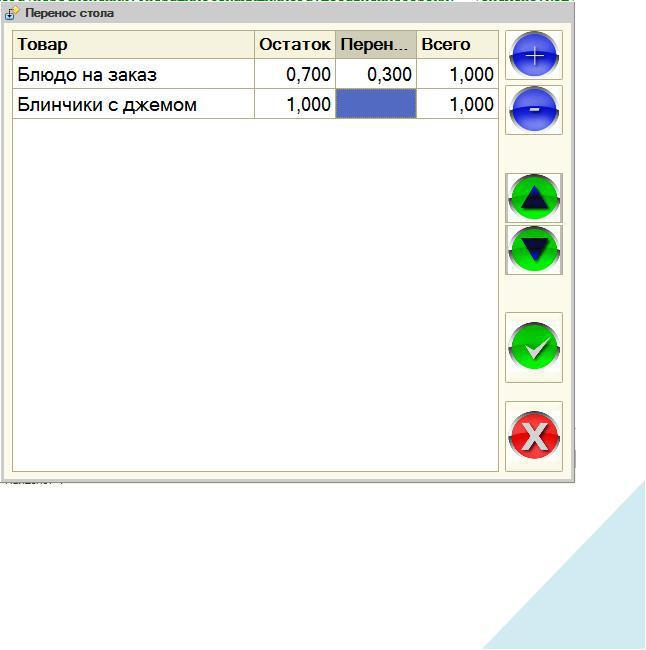 Перенос стола
Товар Остаток Перен... Всего
Блюдо на заказ 0,700 0,300 1,000
Блинчики с джемом 1,000 1,000